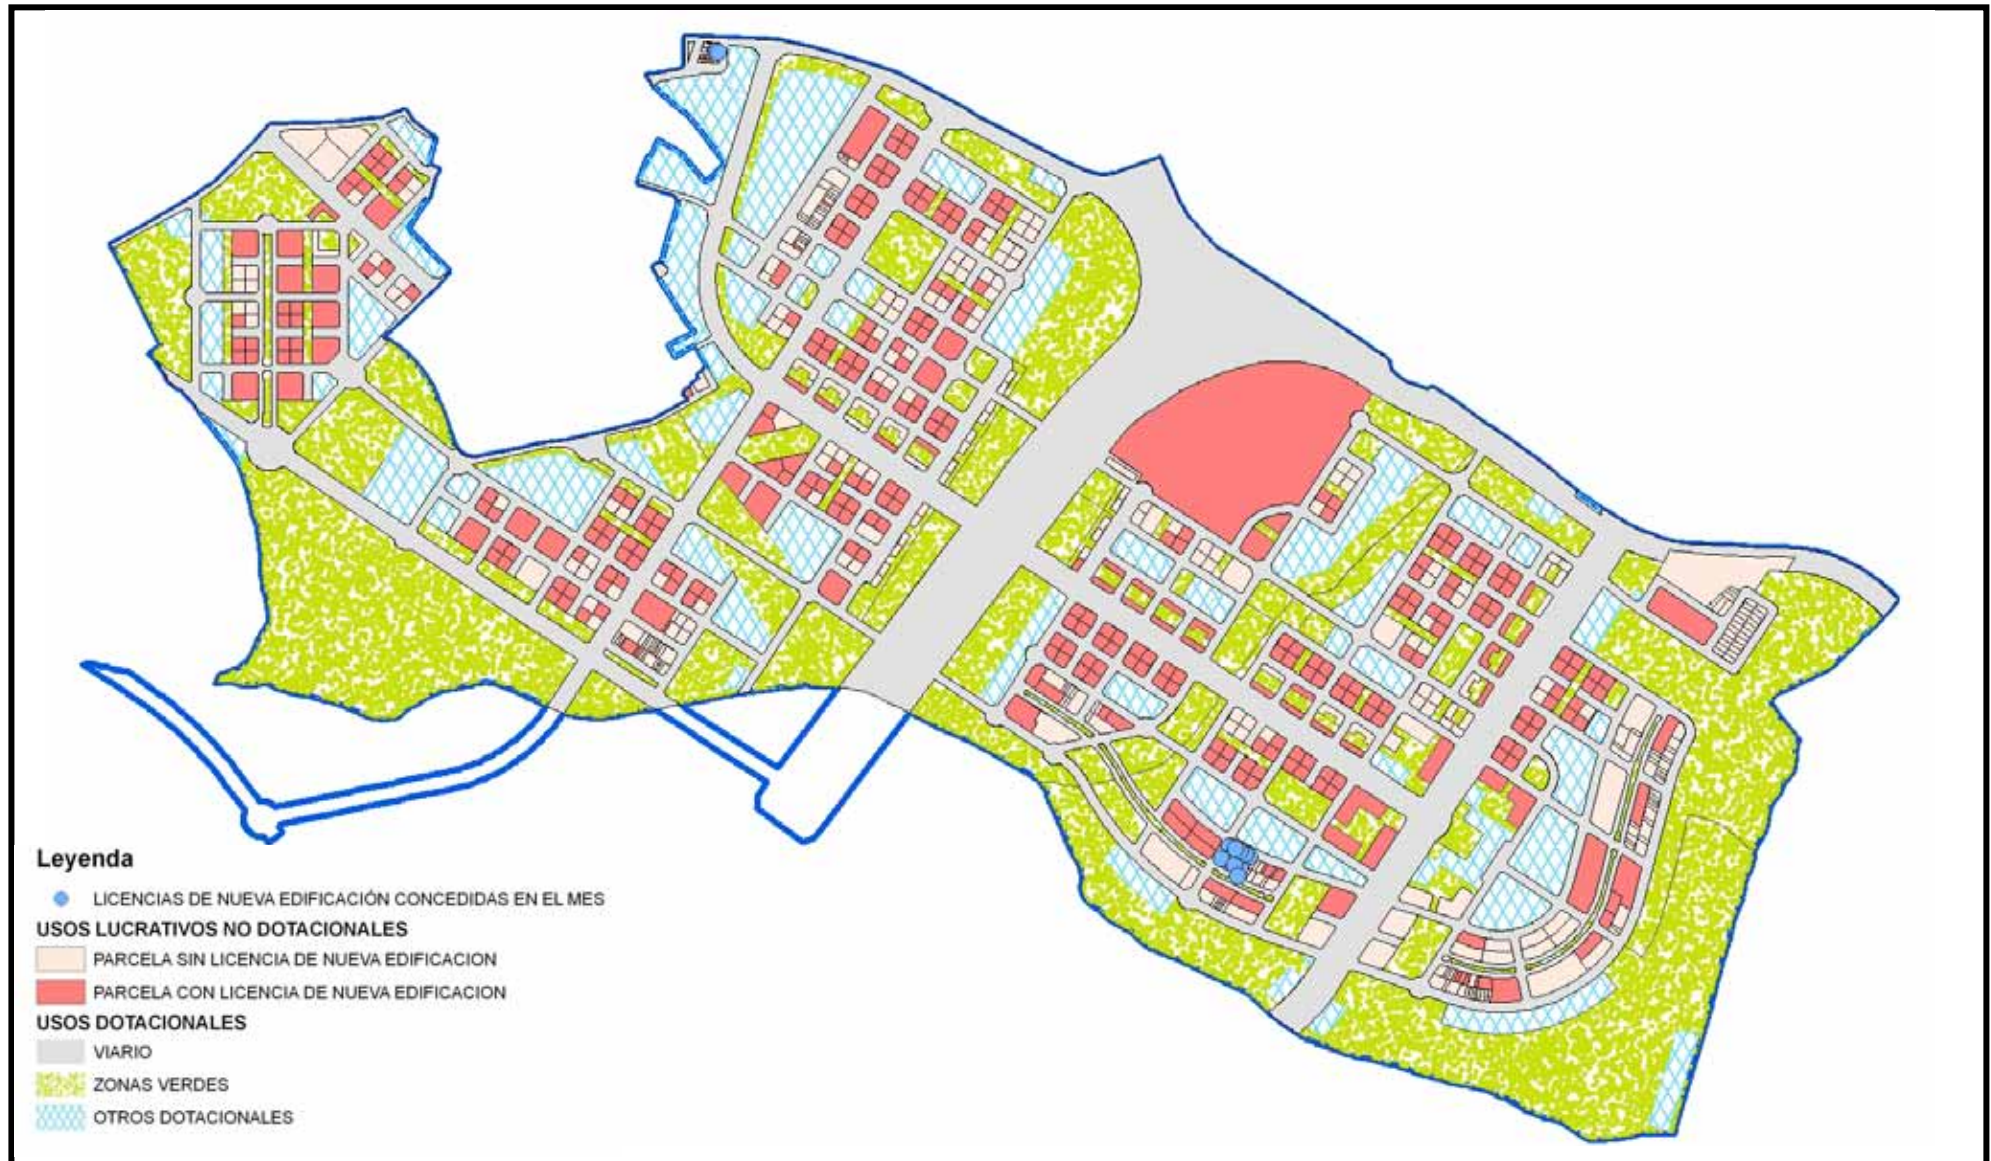 Leyenda
LICENCIAS DE NUEVA EDIFICACIÓN CONCEDIDAS EN EL MES
USOS LUCRATIVOS NO DOTACIONALES
PARCELA SIN LICENCIA DE NUEVA EDIFICACION
PARCELA CON LICENCIA DE NUEVA EDIFICACION
USOS DOTACIONALES
VIARIO
ZONAS VERDES
OTROS DOTACIONALES